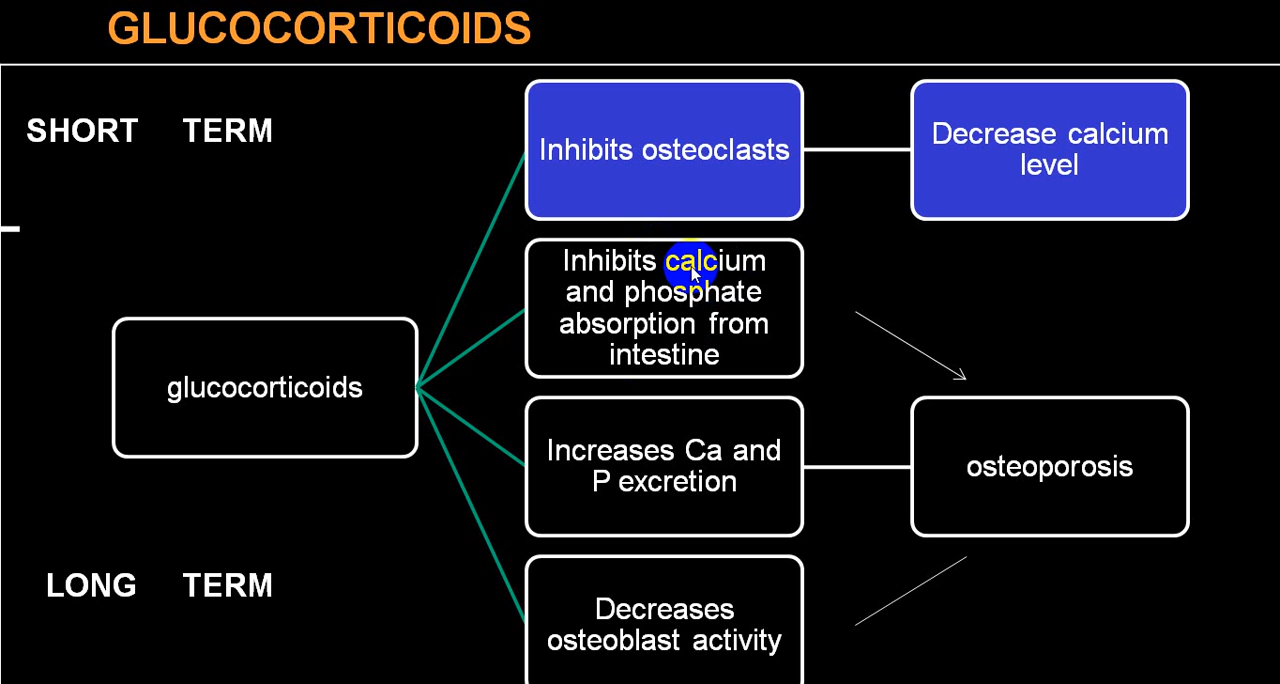 GLUCOCORTICOIDS
SHORT TERM
Inhibits osteoclasts
Decrease calcium
level
Inhibits calcium
and phosphate
absorption from
intestine
glucocorticoids
Increases Ca and
P excretion
osteoporosis
LONG TERM
Decreases
osteoblast activity